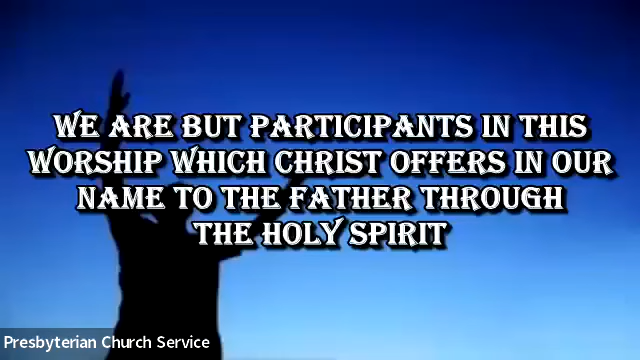 WE ARE BUT PARTICIPANTS IN THIS
WORSHIP WHICH CHRIST OFFERS IN OUR
NAME TO THE FATHER THROUGH
THE HOLY SPIRIT
Presbyterian Church Service